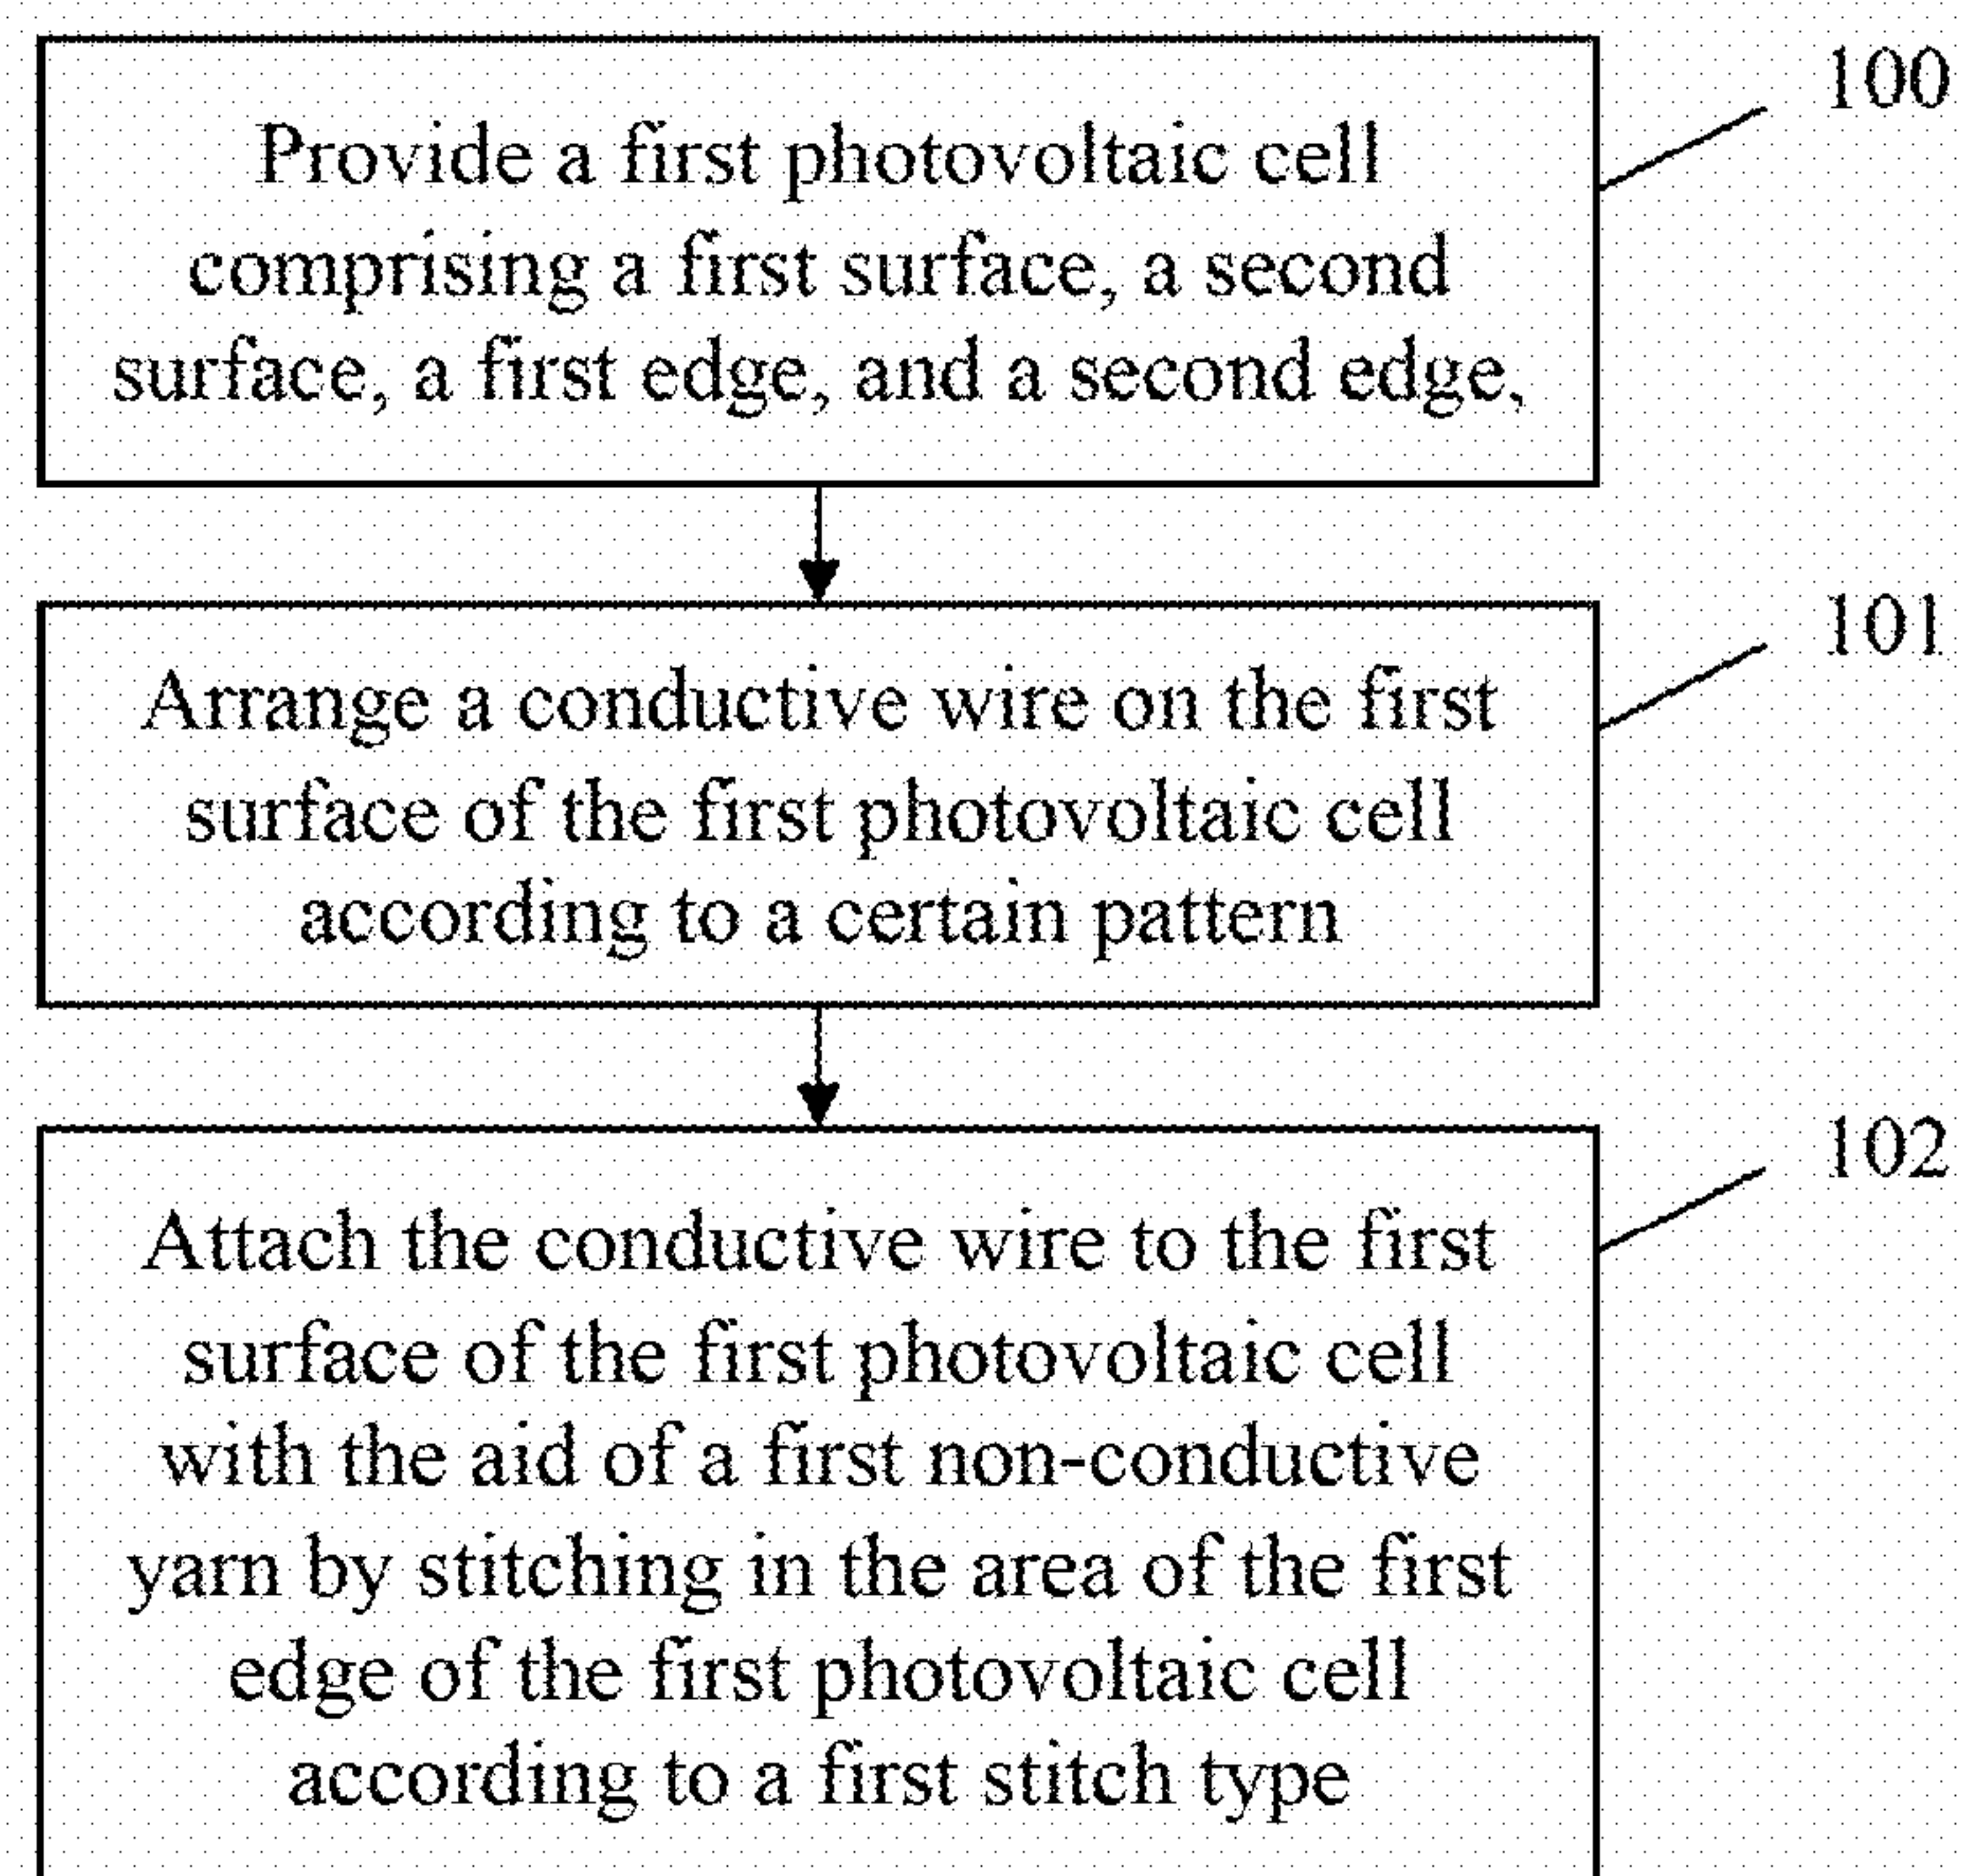 100
Provide a first photovoltaic cell
comprising a first surface, a second
surface, a first edge, and a second edge,
101
Arrange a conductive wire on the first
surface of the first photovoltaic cell
according to a certain pattern
102
Attach the conductive wire to the first
surface of the first photovoltaic cell
with the aid of a first non-conductive
yarn by stitching in the area of the first
edge of the first photovoltaic cell
according to a first stitch type